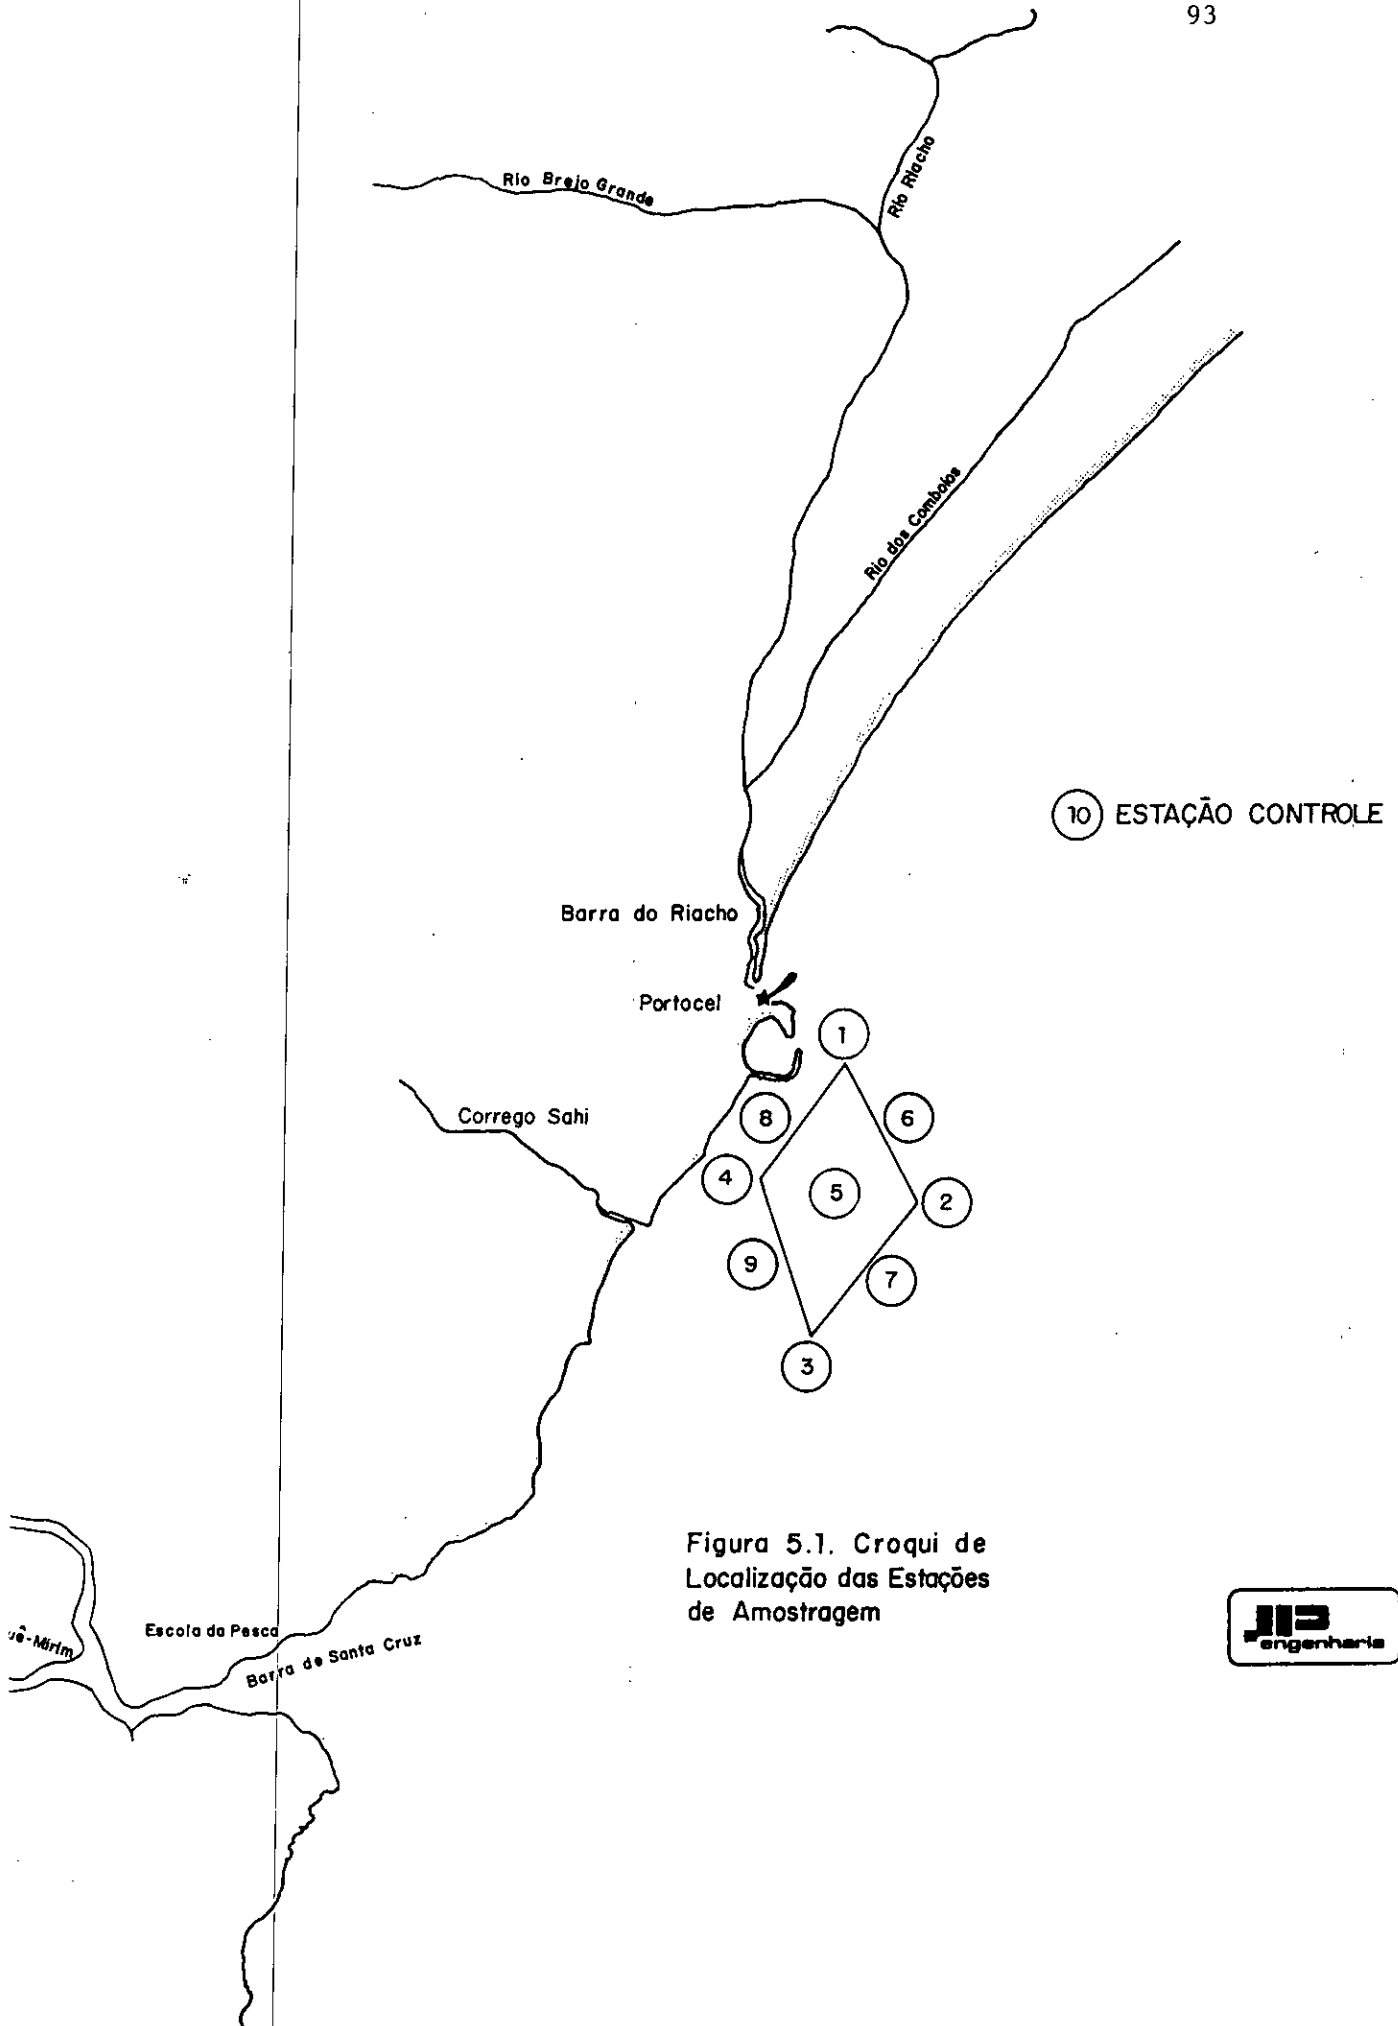 93
Rio Riacho
Rio Brejo Grande
Rio dos Comboios
10 ESTAÇÃO CONTROLE
Barra do Riacho
Portocel
1
8
6
Corrego Sahi
4
5
2
9
7
3
Figura 5.1. Croqui de
Localização das Estações
de Amostragem
Escola da Pesca
Barra de Santa Cruz
uê-Mirim
engenharia